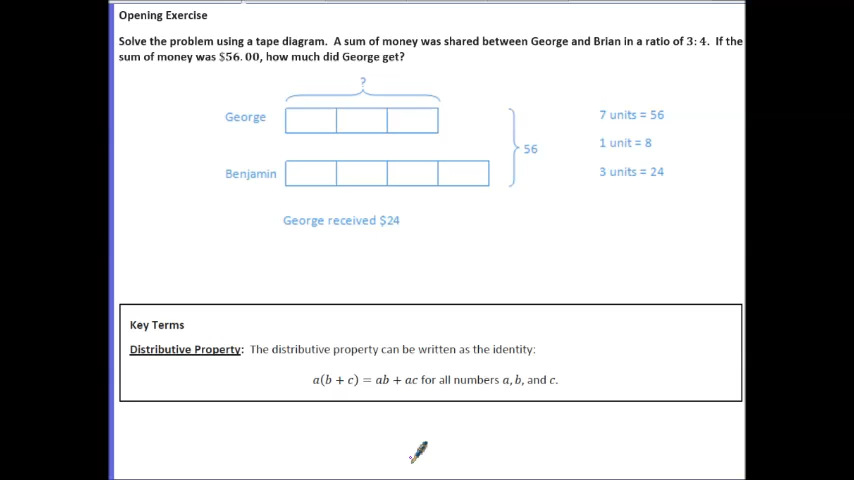 Opening Exercise
Solve the problem using a tape diagram. A sum of money was shared between George and Brian in a ratio of 3:4. If the
sum of money was $56.00, how much did George get?
?
George
7 units = 56
1 unit = 8
56
Benjamin
3 units = 24
George received $24
Key Terms
Distributive Property: The distributive property can be written as the identity:
a(b + c) = ab + ac for all numbers a, b, and c.